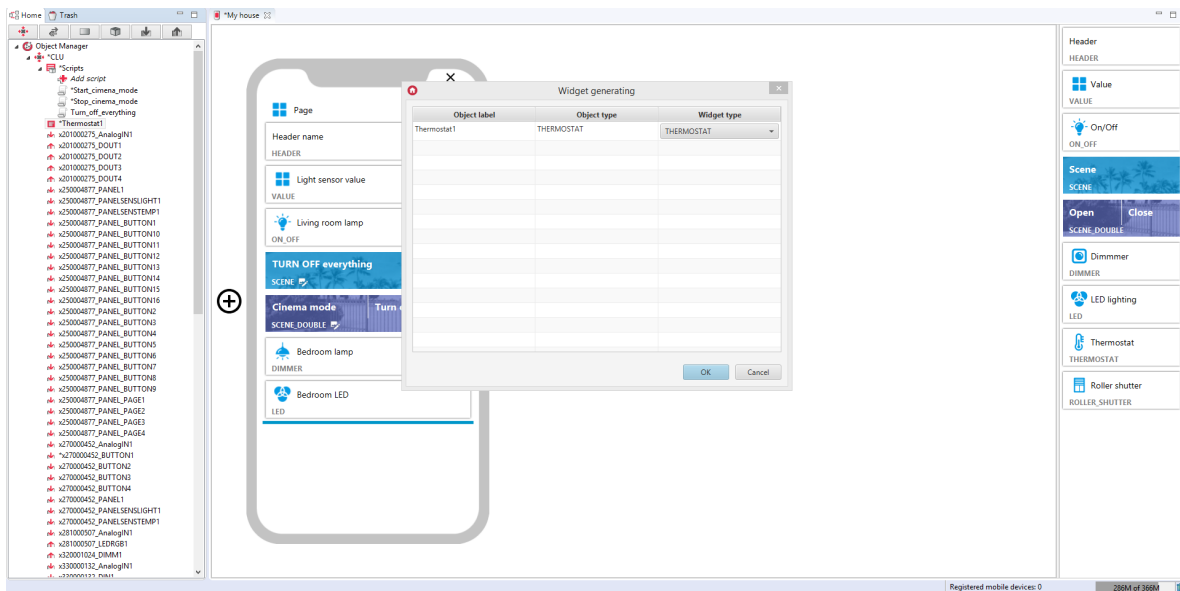 Home Trash
*My house
Object Manager
*CLU
*Scripts
Add script
*Start_cimena_mode
*Stop_cinema_mode
Turn_off_everything
*Thermostat1
x201000275_AnalogIN1
x201000275_DOUT1
x201000275_DOUT2
x201000275_DOUT3
x201000275_DOUT4
x250004877_PANEL1
x250004877_PANELSENSLIGHT1
x250004877_PANELSENSTEMP1
x250004877_PANEL_BUTTON1
x250004877_PANEL_BUTTON10
x250004877_PANEL_BUTTON11
x250004877_PANEL_BUTTON12
x250004877_PANEL_BUTTON13
x250004877_PANEL_BUTTON14
x250004877_PANEL_BUTTON15
x250004877_PANEL_BUTTON16
x250004877_PANEL_BUTTON2
x250004877_PANEL_BUTTON3
x250004877_PANEL_BUTTON4
x250004877_PANEL_BUTTON5
x250004877_PANEL_BUTTON6
x250004877_PANEL_BUTTON7
x250004877_PANEL_BUTTON8
x250004877_PANEL_BUTTON9
x250004877_PANEL_PAGE1
x250004877_PANEL_PAGE2
x250004877_PANEL_PAGE3
x250004877_PANEL_PAGE4
x270000452_AnalogIN1
*x270000452_BUTTON1
x270000452_BUTTON2
x270000452_BUTTON3
x270000452_BUTTON4
x270000452_PANEL1
x270000452_PANELSENSLIGHT1
x270000452_PANELSENSTEMP1
x281000507_AnalogIN1
x281000507_LEDRGB1
x320001024_DIMM1
x330000132_AnalogIN1
x330000132_DIN1
Page
Header name
HEADER
Light sensor value
VALUE
Living room lamp
ON_OFF
TURN OFF everything
SCENE
Cinema mode Turn
SCENE_DOUBLE
Bedroom lamp
DIMMER
Bedroom LED
LED
Widget generating
Object label Object type Widget type
Thermostat1 THERMOSTAT THERMOSTAT
OK Cancel
Header
HEADER
Value
VALUE
On/Off
ON_OFF
Scene
SCENE
Open Close
SCENE_DOUBLE
Dimmmer
DIMMER
LED lighting
LED
Thermostat
THERMOSTAT
Roller shutter
ROLLER_SHUTTER
Registered mobile devices: 0
286M of 366M